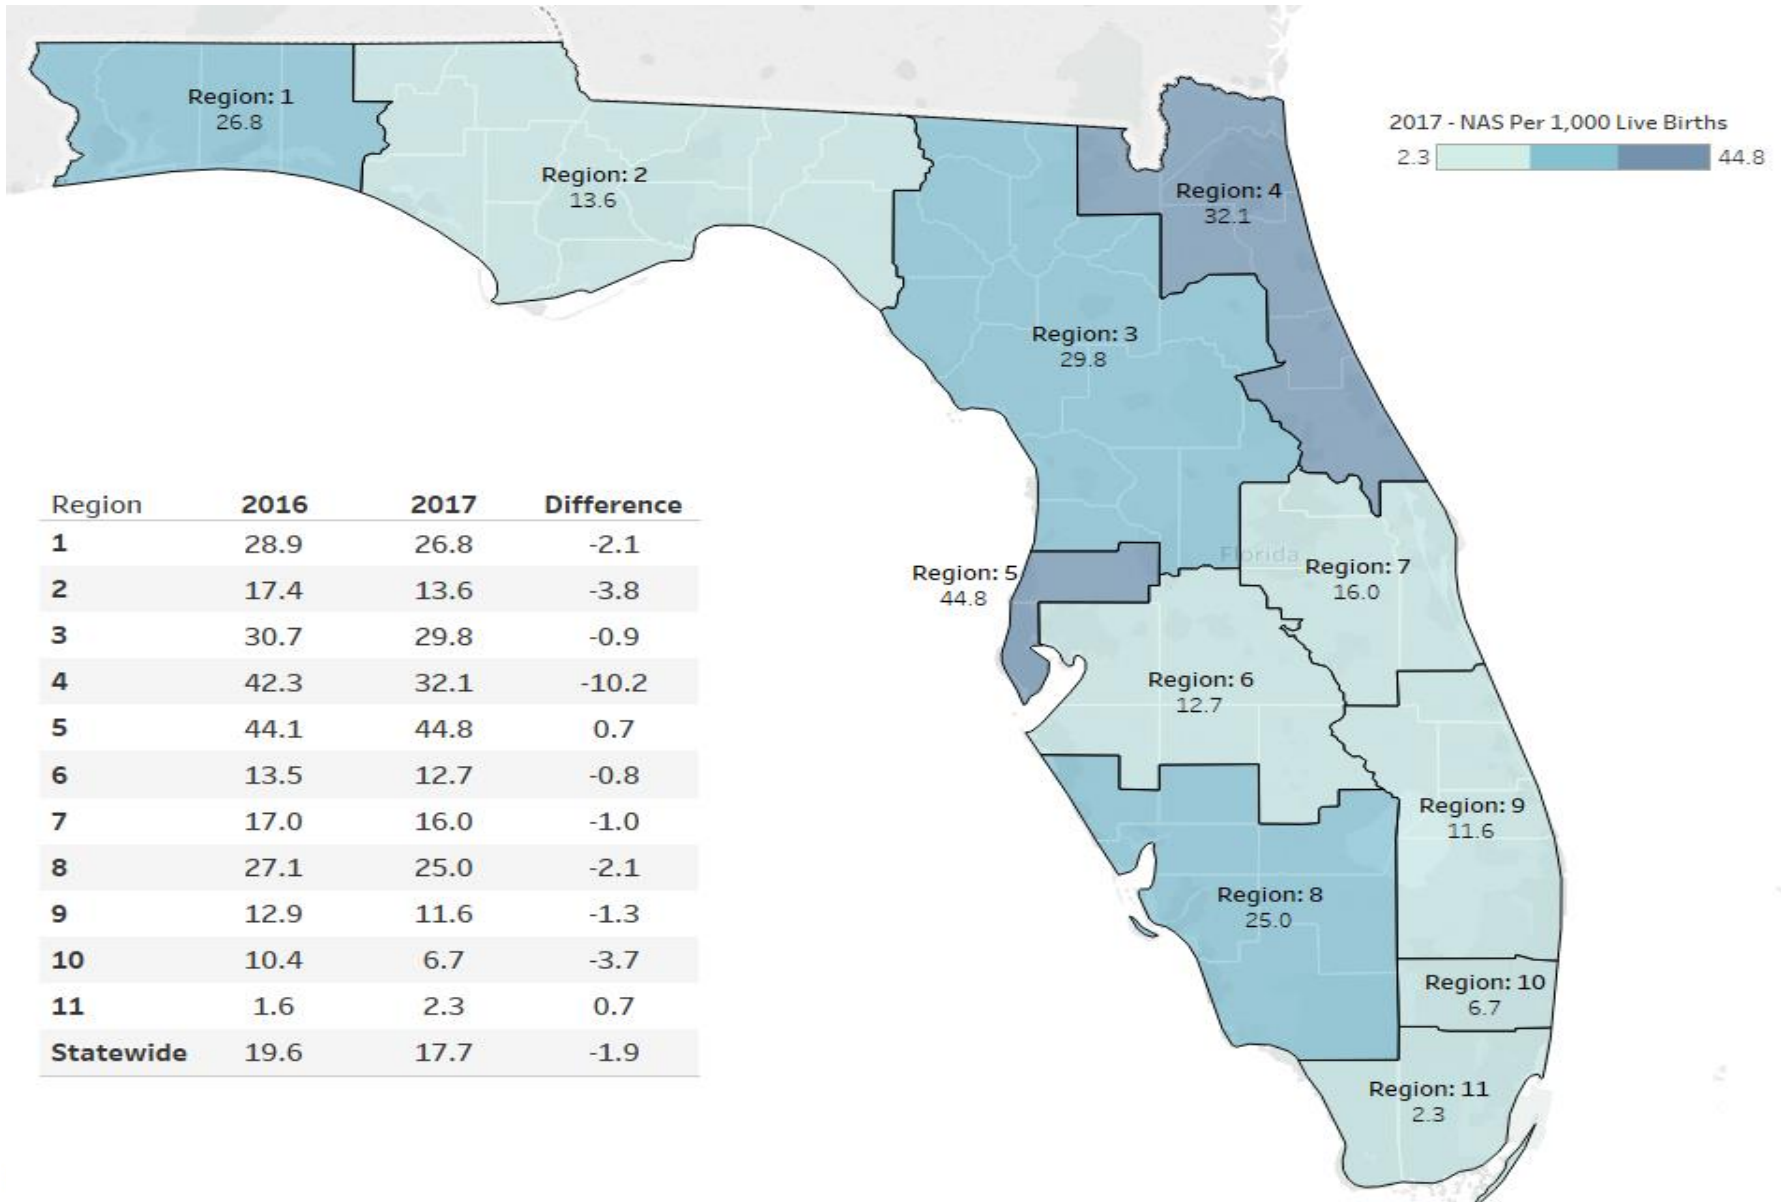 Region: 1
26.8
Region: 2
13.6
2017 - NAS Per 1,000 Live Births
2.3 44.8
Region: 4
32.1
Region: 3
29.8
Region 2016 2017 Difference
1 28.9 26.8 -2.1
2 17.4 13.6 -3.8
3 30.7 29.8 -0.9
4 42.3 32.1 -10.2
5 44.1 44.8 0.7
6 13.5 12.7 -0.8
7 17.0 16.0 -1.0
8 27.1 25.0 -2.1
9 12.9 11.6 -1.3
10 10.4 6.7 -3.7
11 1.6 2.3 0.7
Statewide 19.6 17.7 -1.9
Florida
Region: 5
44.8
Region: 7
16.0
Region: 6
12.7
Region: 9
11.6
Region: 8
25.0
Region: 10
6.7
Region: 11
2.3